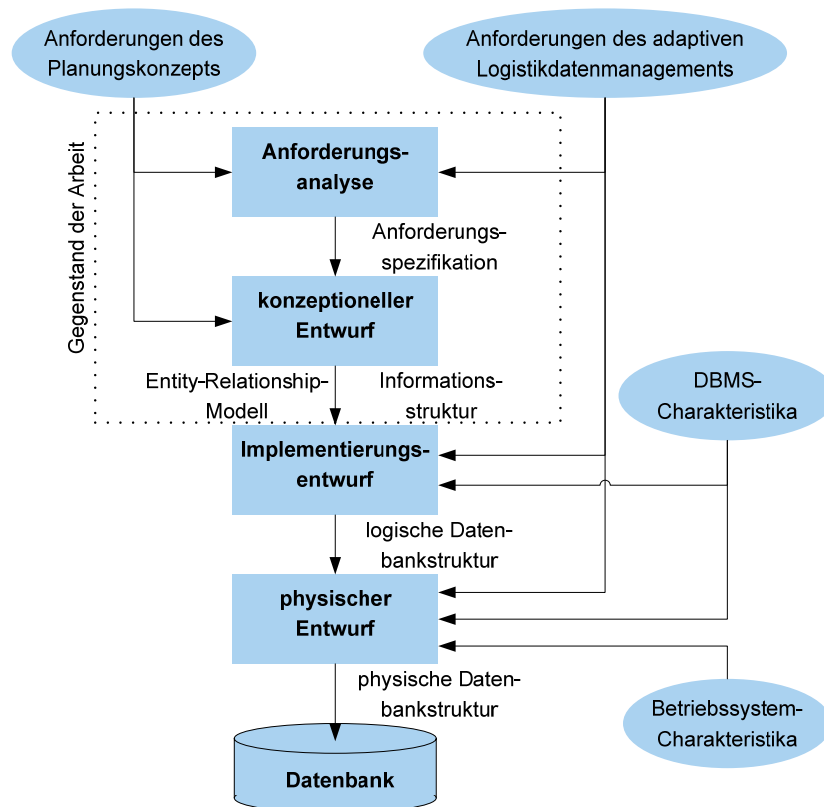 Anforderungen des
Planungskonzepts
Anforderungen des adaptiven
Logistikdatenmanagements
Gegenstand der Arbeit
Anforderungs-
analyse
Anforderungs-
spezifikation
konzeptioneller
Entwurf
Entity-Relationship-
Modell
Informations-
struktur
DBMS-
Charakteristika
Implementierungs-
entwurf
logische Daten-
bankstruktur
physischer
Entwurf
physische Daten-
bankstruktur
Betriebssystem-
Charakteristika
Datenbank